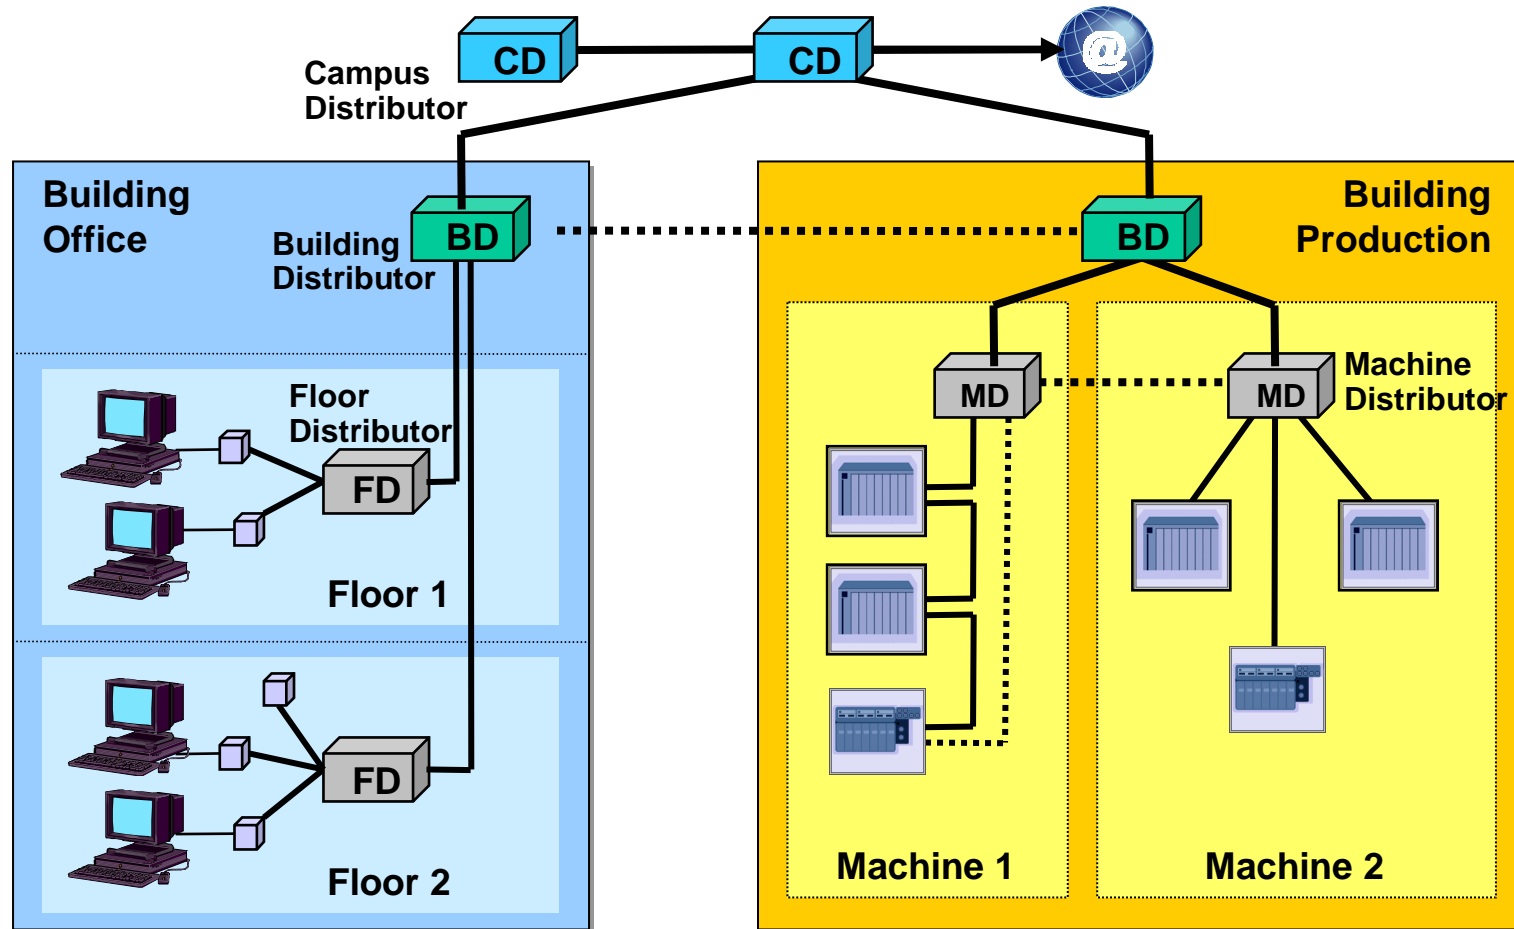 CD
CD
@
Campus
Distributor
Building
Office
BD
Building
Distributor
Floor
Distributor
FD
Floor 1
FD
Floor 2
Building
Production
BD
MD
MD
Machine
Distributor
Machine 1
Machine 2